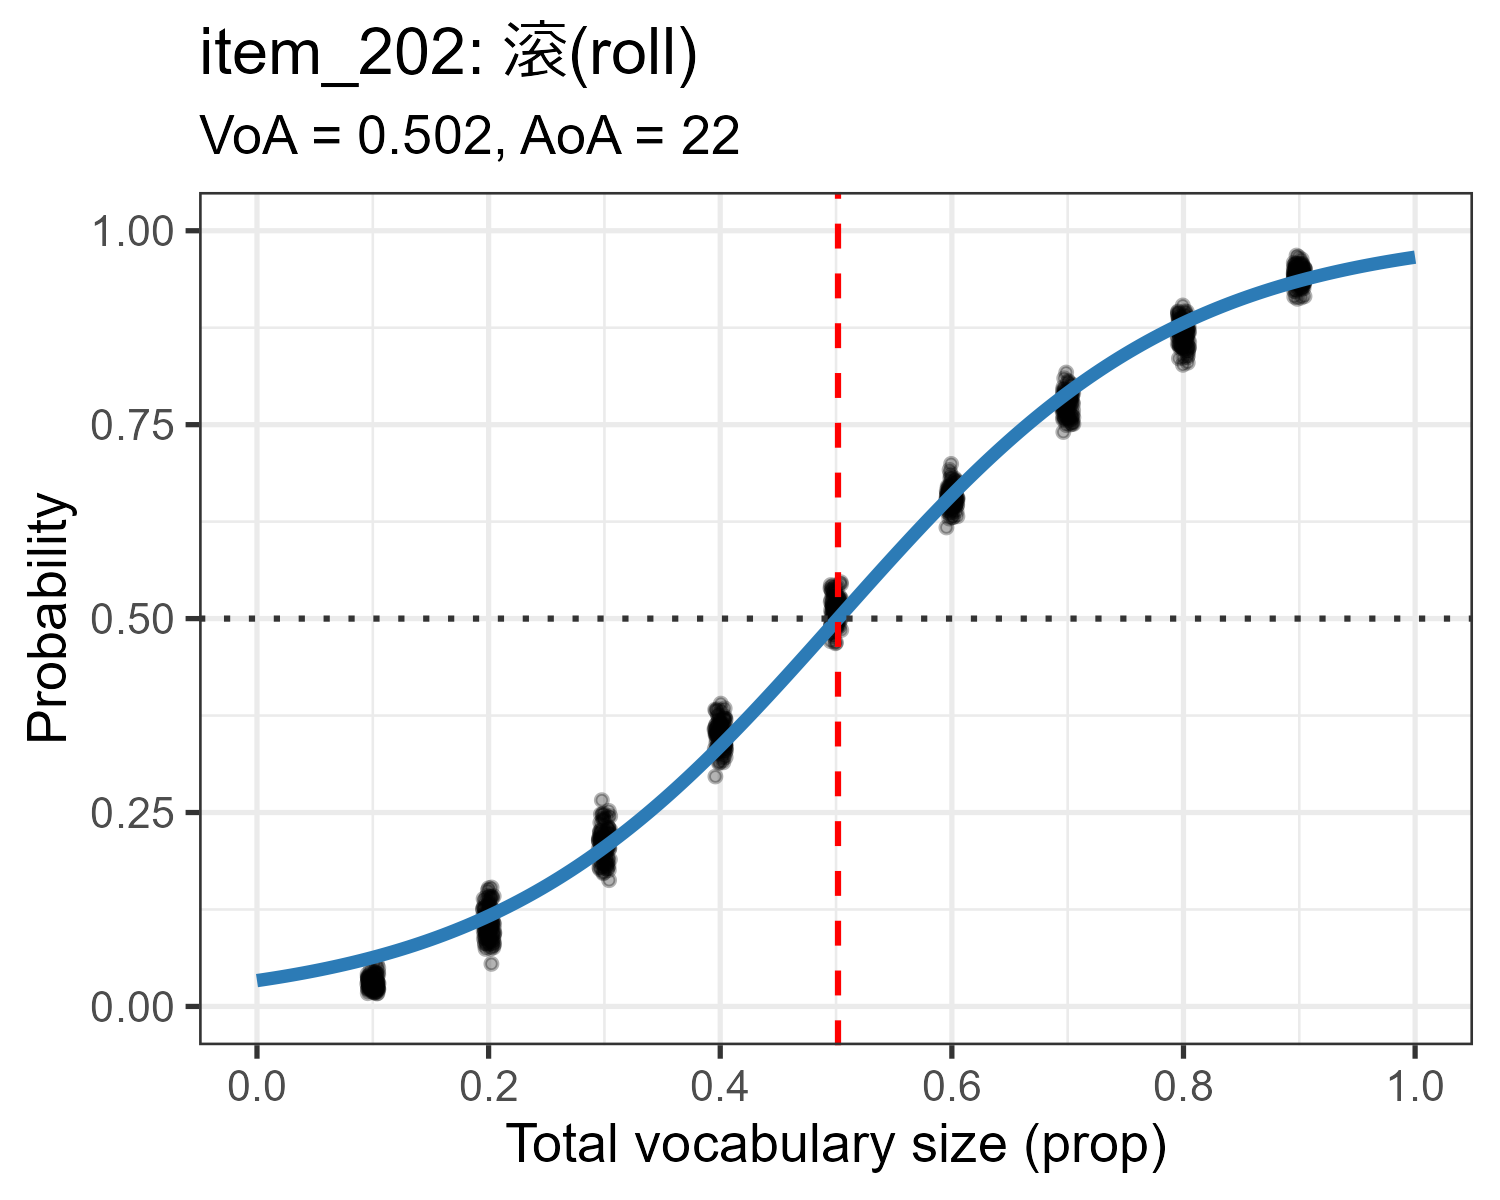 item_202: 滚(roll)
VoA = 0.502, AoA = 22
1.00
0.75
0.50
0.25
0.00
Probability
0.0 0.2 0.4 0.6 0.8 1.0
Total vocabulary size (prop)